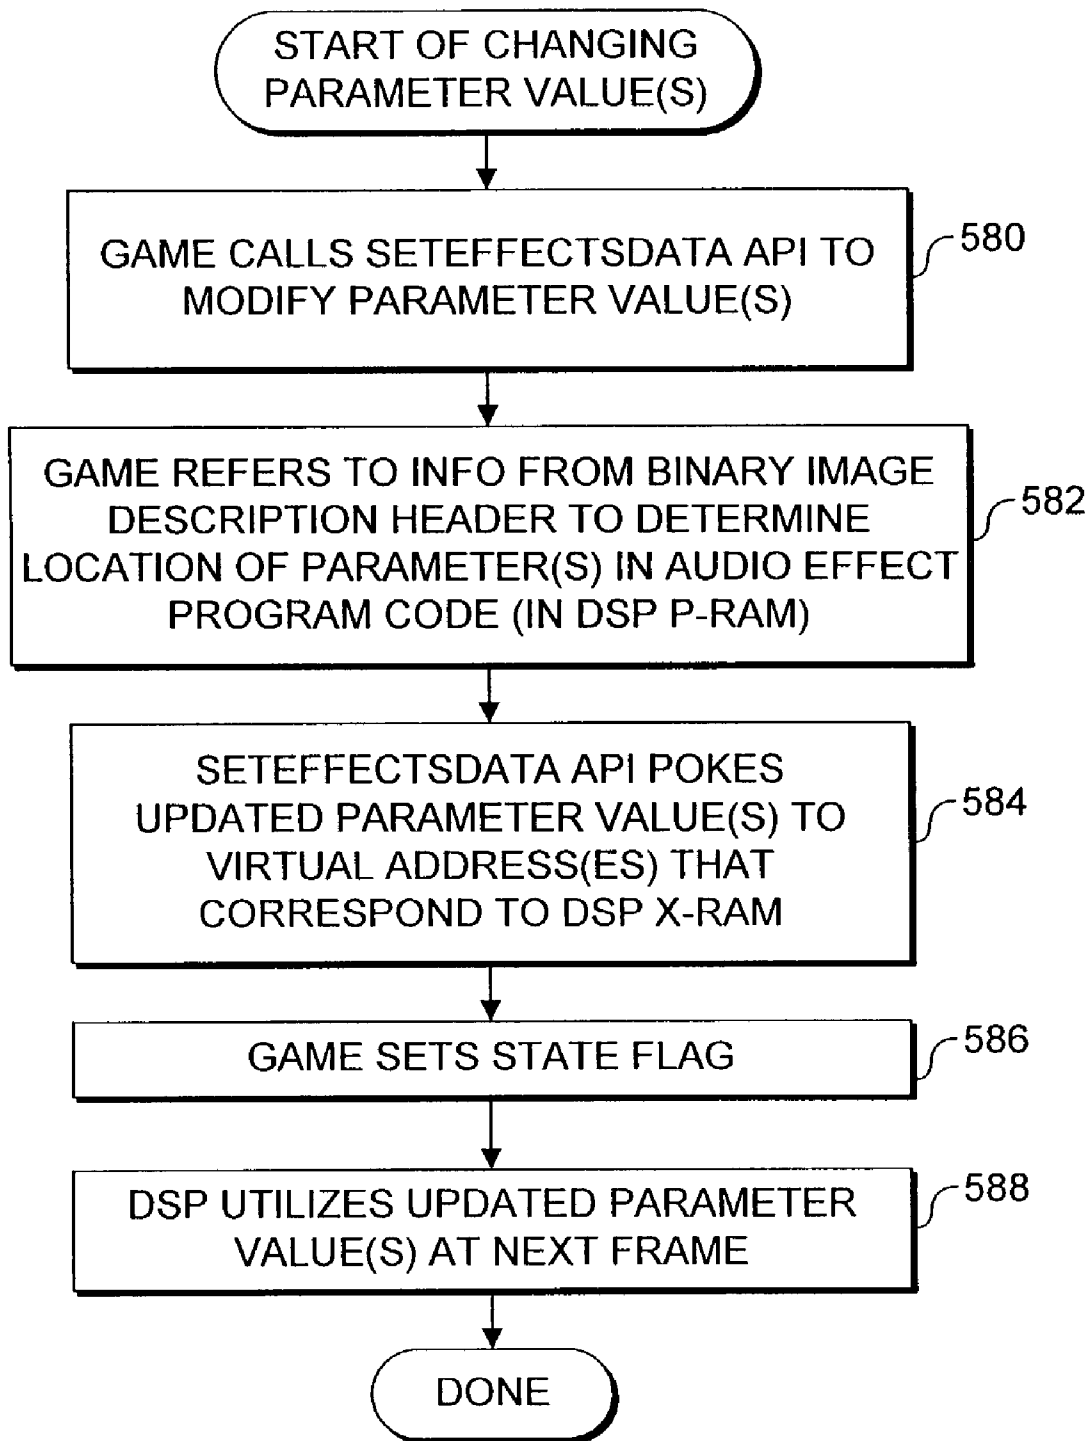 START OF CHANGING
PARAMETER VALUE(S)
GAME CALLS SETEFFECTSDATA API TO
MODIFY PARAMETER VALUE(S)
580
GAME REFERS TO INFO FROM BINARY IMAGE
DESCRIPTION HEADER TO DETERMINE
LOCATION OF PARAMETER(S) IN AUDIO EFFECT
PROGRAM CODE (IN DSP P-RAM)
582
SETEFFECTSDATA API POKES
UPDATED PARAMETER VALUE(S) TO
VIRTUAL ADDRESS(ES) THAT
CORRESPOND TO DSP X-RAM
584
GAME SETS STATE FLAG
586
DSP UTILIZES UPDATED PARAMETER
VALUE(S) AT NEXT FRAME
588
DONE